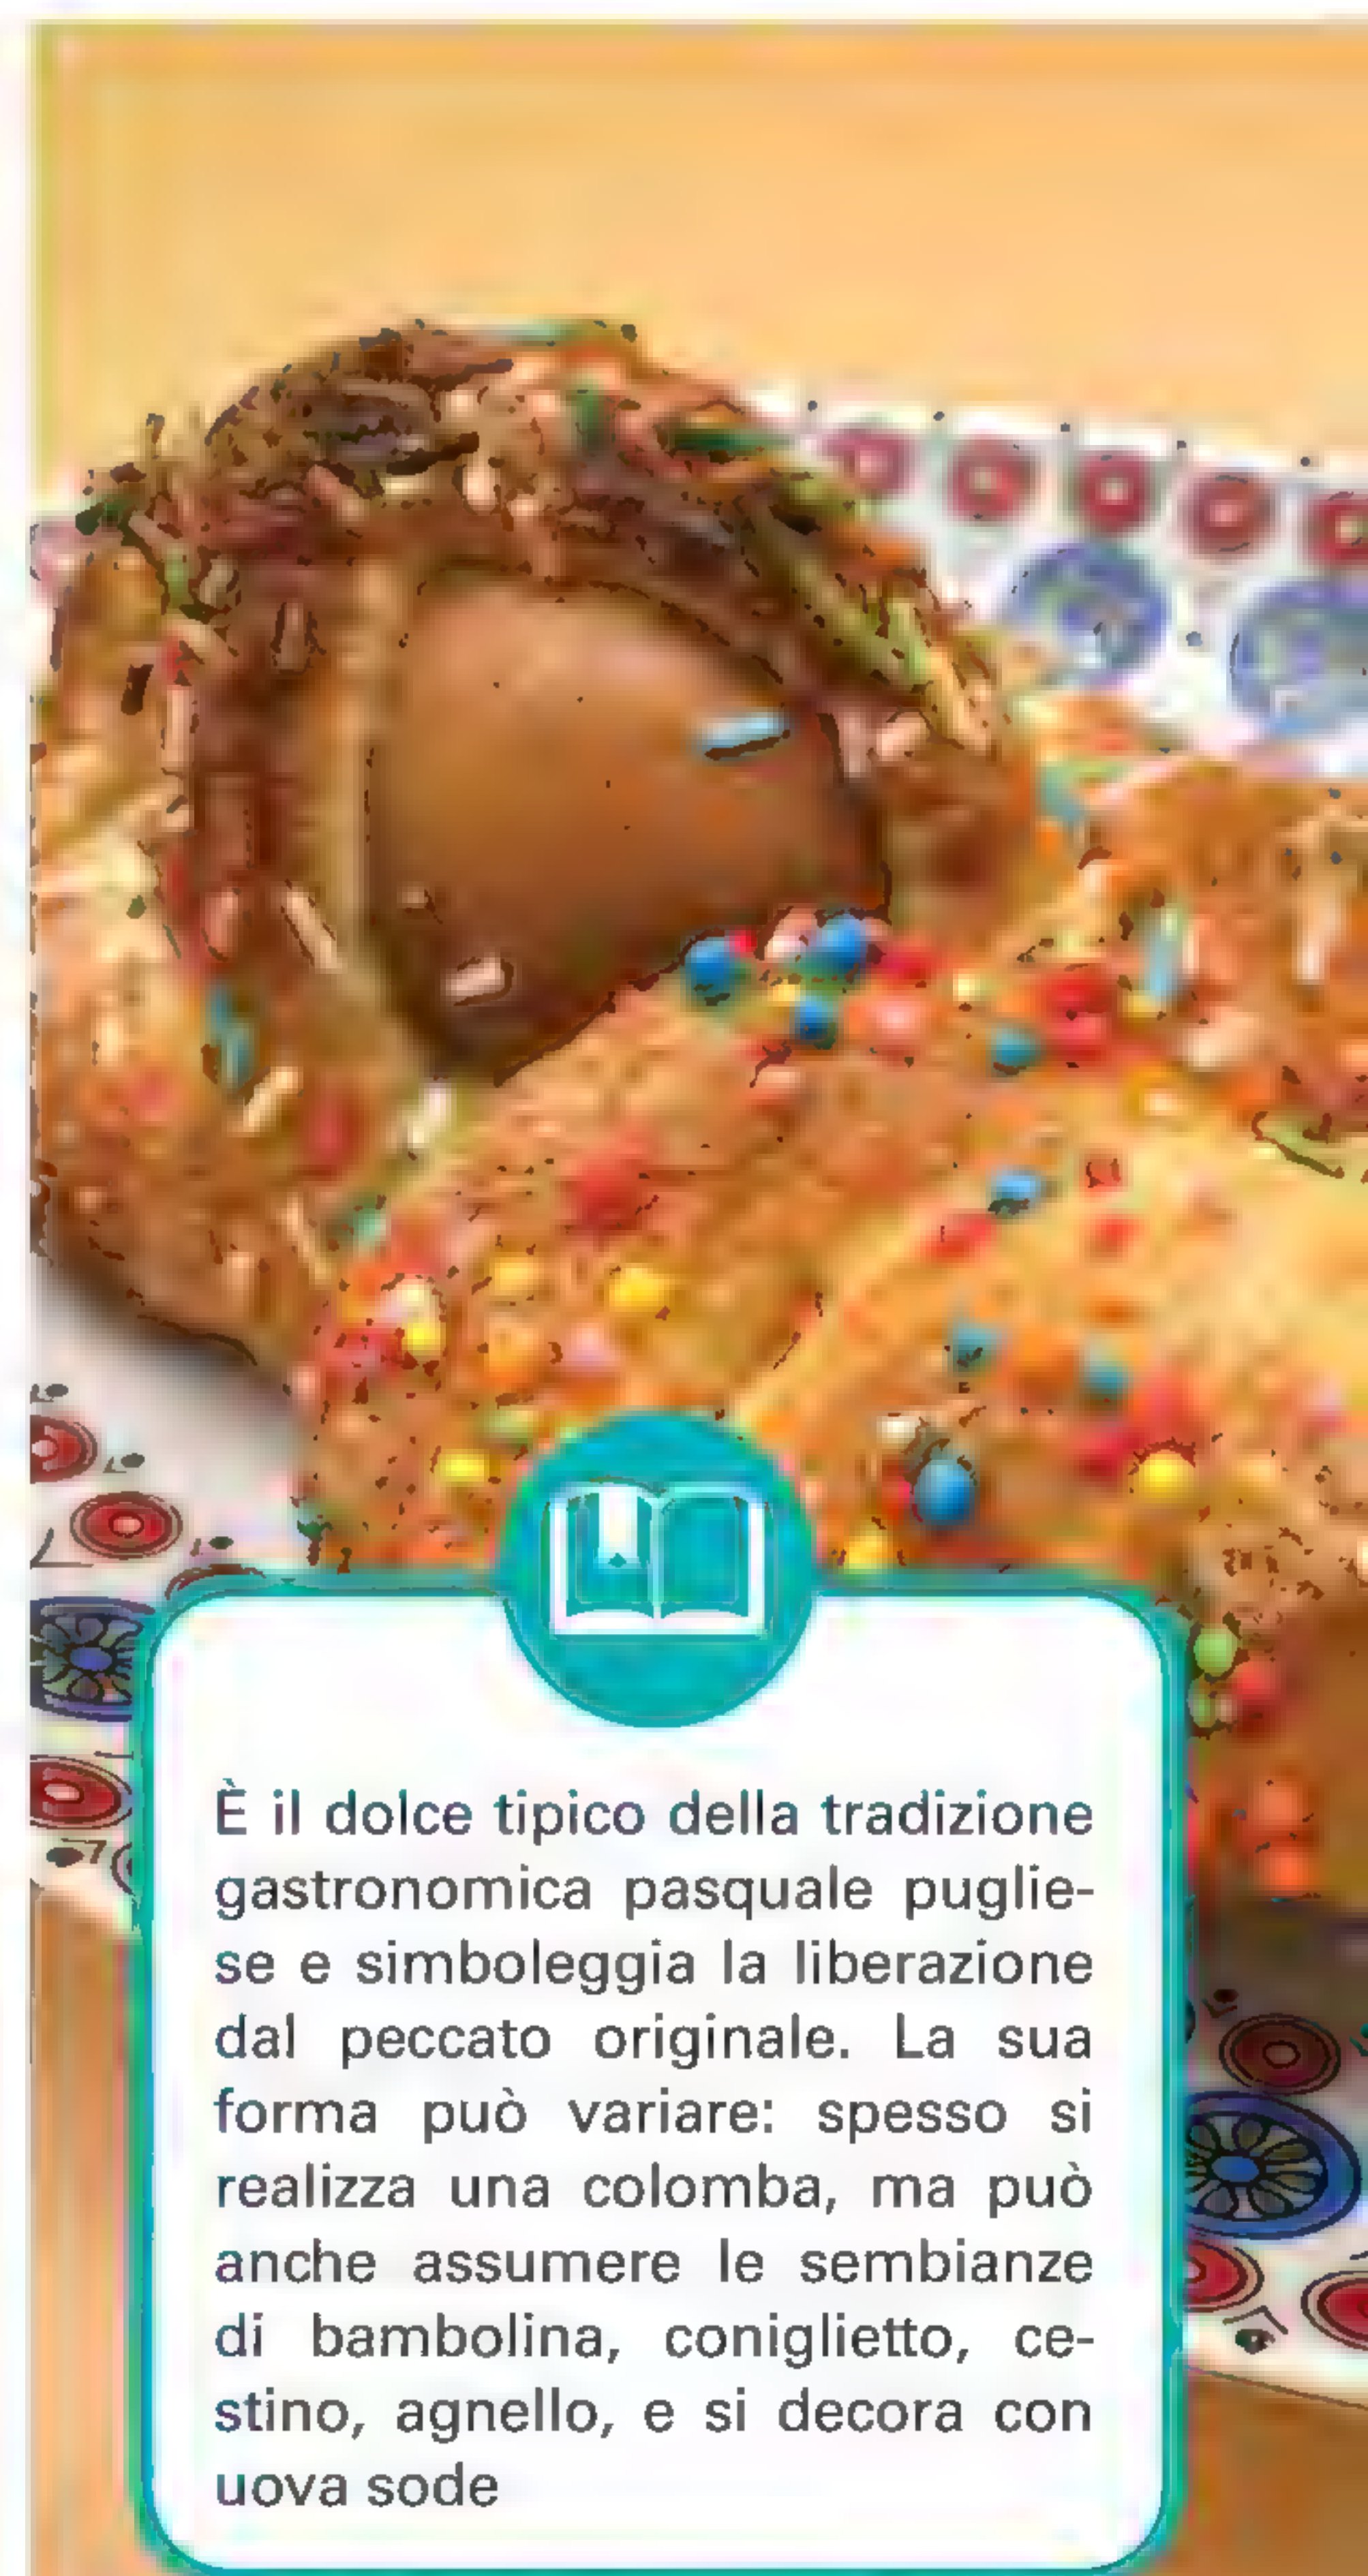 È il dolce tipico della tradizione
gastronomica pasquale puglie-
se e simboleggia la liberazione
dal peccato originale. La sua
forma può variare: spesso si
realizza una colomba, ma può
anche assumere le sembianze
di bambolina, coniglietto, ce-
stino, agnello, e si decora con
uova sode